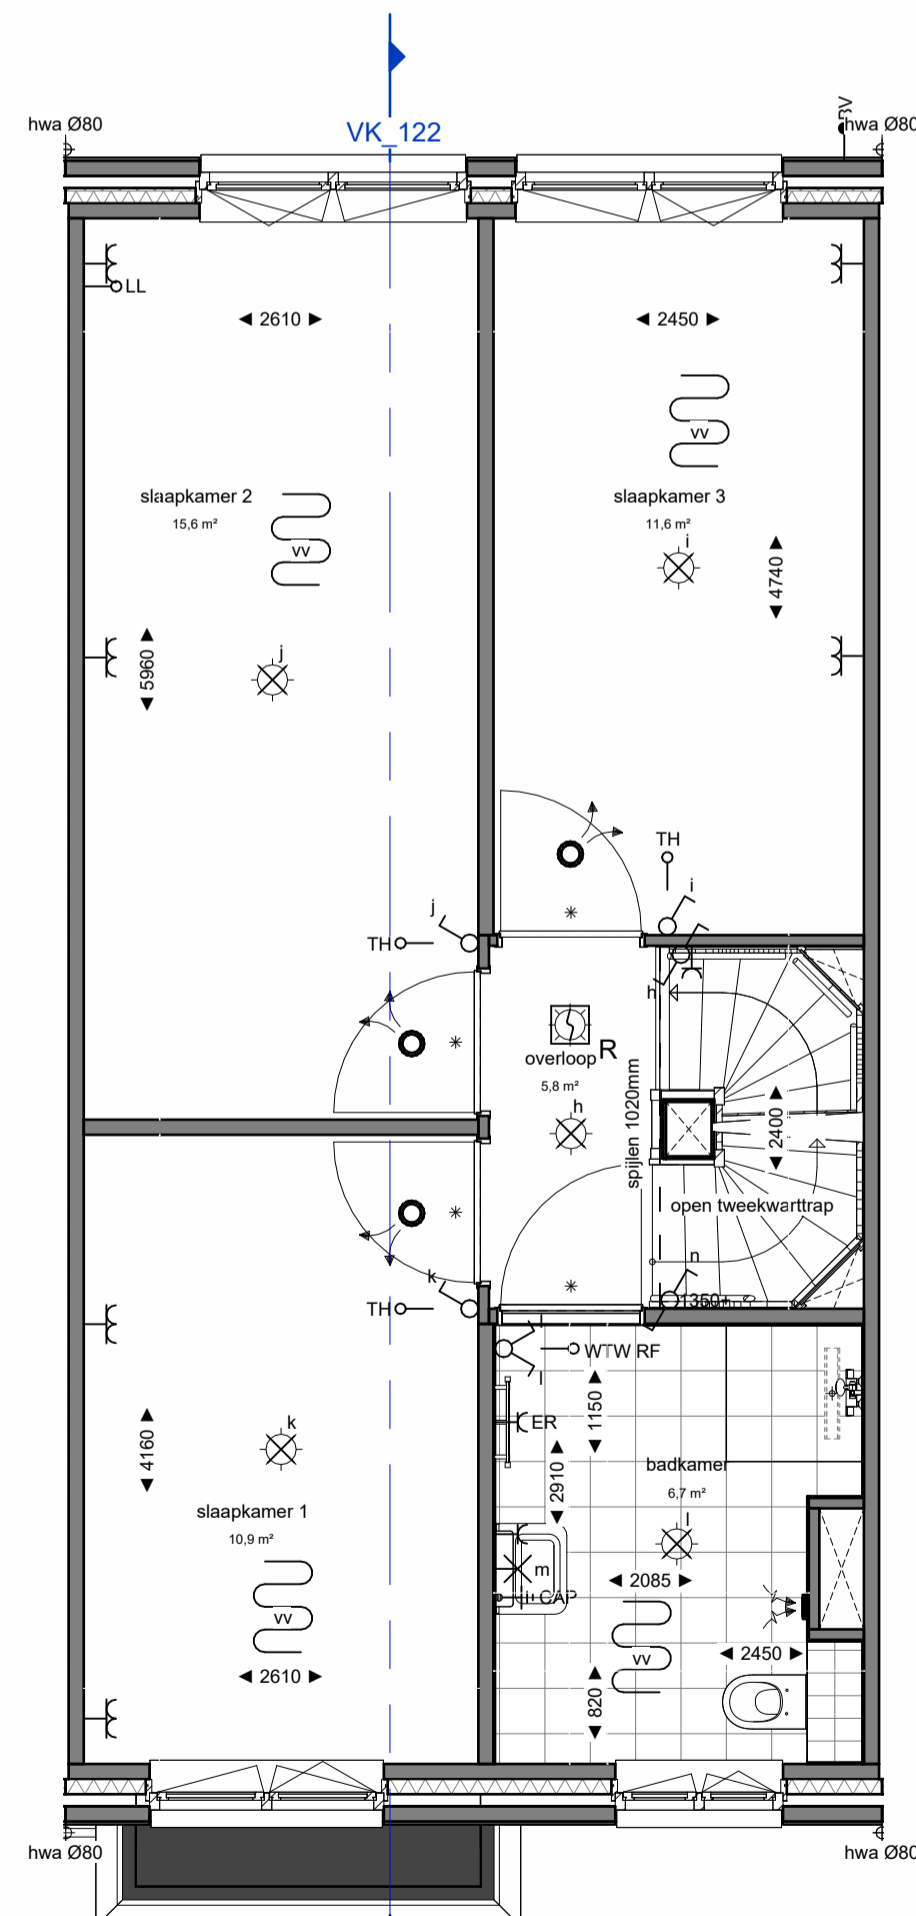 VK_122
hwa Ø80
hwa Ø80
LL
◄ 2610 ►
◄ 2450 ►
vv
slaapkamer 2
15,6 m²
slaapkamer 3
11,6 m²
vv
i
◄ 4740 ►
◄ 5960 ►
j
TH
i
j
TH
h
overloop R
5,8 m²
h
spijlen 1020mm
◄ 2400 ►
open tweekwarttrap
n
1350+
k
TH
l
l
WTW RF
◄ 1150 ►
ER
◄ 4160 ►
k
◄ 2910 ►
badkamer
6,7 m²
l
slaapkamer 1
10,9 m²
m
◄ 2085 ►
CAP
vv
vv
◄ 2450 ►
◄ 2610 ►
◄ 820 ►
hwa Ø80
hwa Ø80